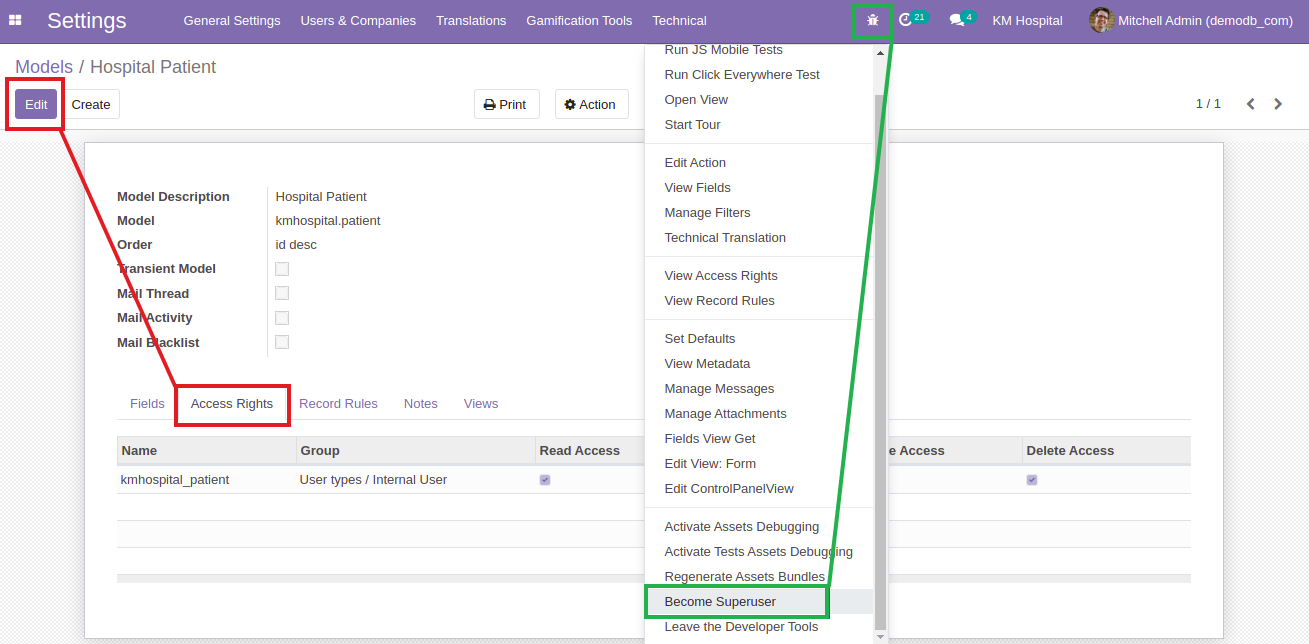 Settings General Settings Users & Companies Translations Gamification Tools Technical 21 4 KM Hospital Mitchell Admin (demodb_com)
Models / Hospital Patient
Edit Create Print Action 1 / 1
Model Description Hospital Patient
Model kmhospital.patient
Order id desc
Transient Model
Mail Thread
Mail Activity
Mail Blacklist
Fields Access Rights Record Rules Notes Views
Name Group Read Access e Access Delete Access
kmhospital_patient User types / Internal User
Run JS Mobile Tests
Run Click Everywhere Test
Open View
Start Tour
Edit Action
View Fields
Manage Filters
Technical Translation
View Access Rights
View Record Rules
Set Defaults
View Metadata
Manage Messages
Manage Attachments
Fields View Get
Edit View: Form
Edit ControlPanelView
Activate Assets Debugging
Activate Tests Assets Debugging
Regenerate Assets Bundles
Become Superuser
Leave the Developer Tools